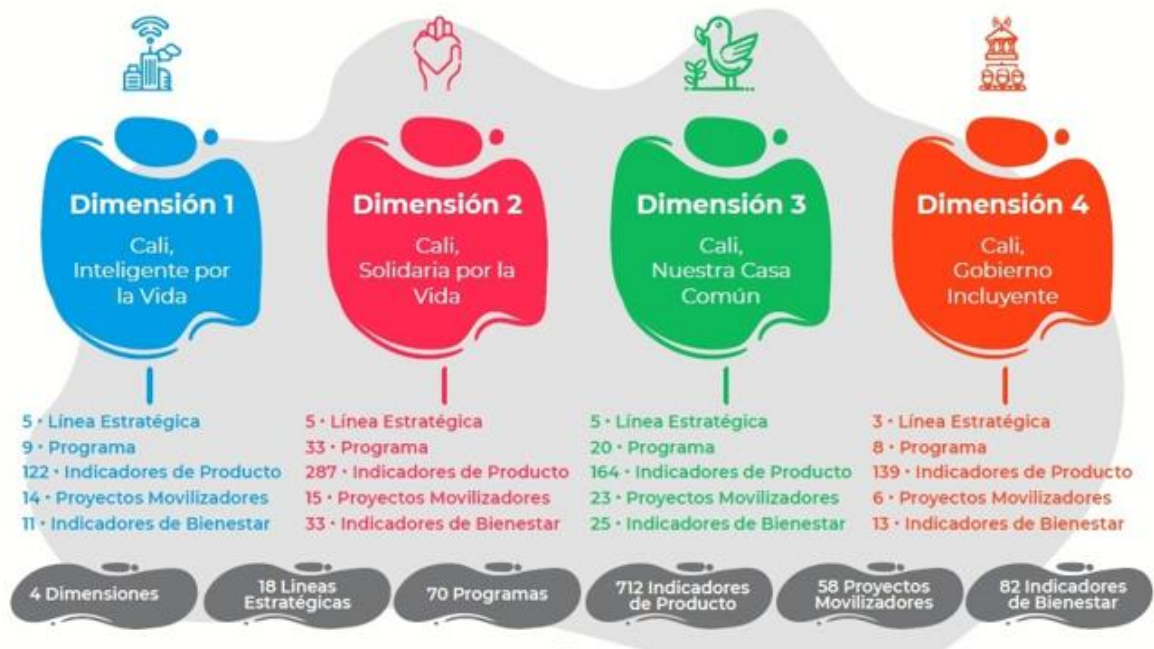 Dimensión 1
Cali,
Inteligente por
la Vida
5 • Línea Estratégica
9 • Programa
122 • Indicadores de Producto
14 • Proyectos Movilizadores
11 • Indicadores de Bienestar
Dimensión 2
Cali,
Solidaria por la
Vida
5 • Línea Estratégica
33 • Programa
287 • Indicadores de Producto
15 • Proyectos Movilizadores
33 • Indicadores de Bienestar
Dimensión 3
Cali,
Nuestra Casa
Común
5 • Línea Estratégica
20 • Programa
164 • Indicadores de Producto
23 • Proyectos Movilizadores
25 • Indicadores de Bienestar
Dimensión 4
Cali,
Gobierno
Incluyente
3 • Línea Estratégica
8 • Programa
139 • Indicadores de Producto
6 • Proyectos Movilizadores
13 • Indicadores de Bienestar
4 Dimensiones
18 Lineas
Estratégicas
70 Programas
712 Indicadores
de Producto
58 Proyectos
Movilizadores
82 Indicadores
de Bienestar